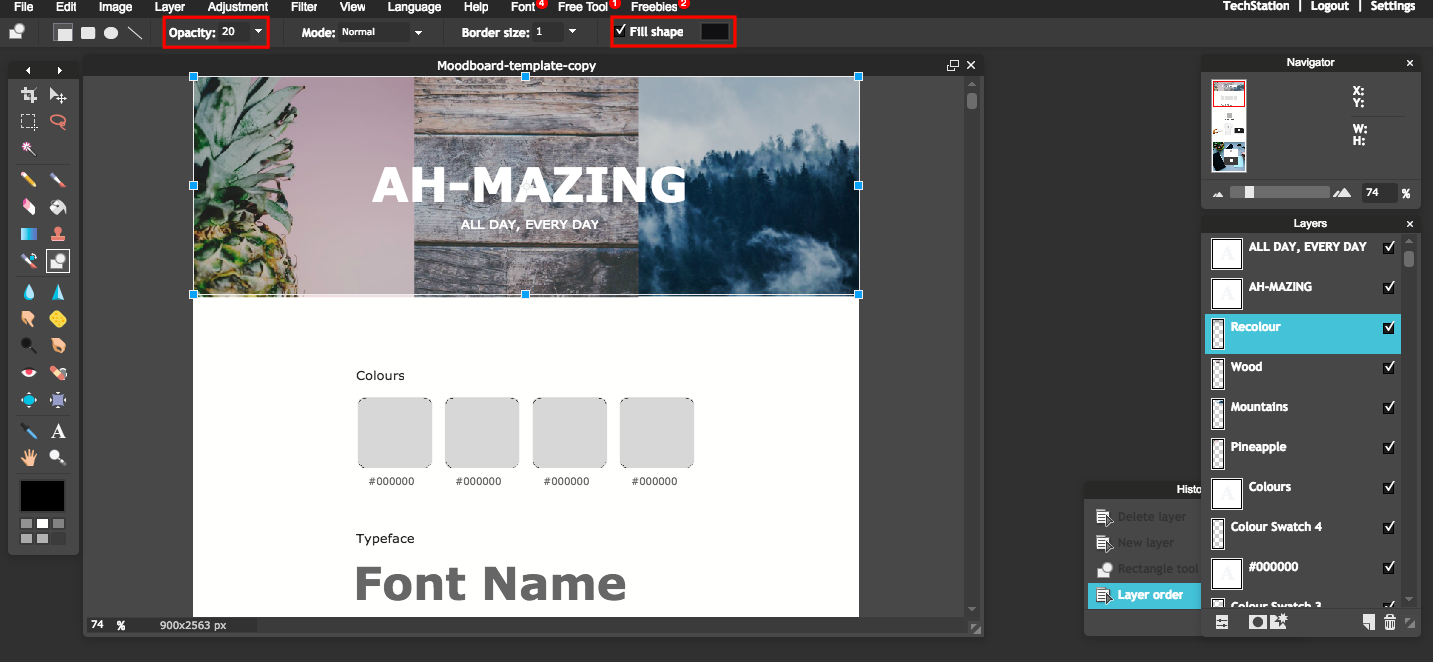 File Edit Image Layer Adjustment Filter View Language Help Font 4 Free Tool 1 Freebies 2 TechStation | Logout | Settings
Opacity: 20 Mode: Normal Border size: 1 Fill shape
Moodboard-template-copy
AH-MAZING
ALL DAY, EVERY DAY
Colours
#000000 #000000 #000000 #000000
Typeface
Font Name
74 % 900x2563 px
A
Navigator
X:
Y:
W:
H:
74 %
Layers
ALL DAY, EVERY DAY
AH-MAZING
Recolour
Wood
Mountains
Pineapple
Colours
Colour Swatch 4
#000000
Colour Swatch 3
Histo
Delete layer
New layer
Rectangle tool
Layer order